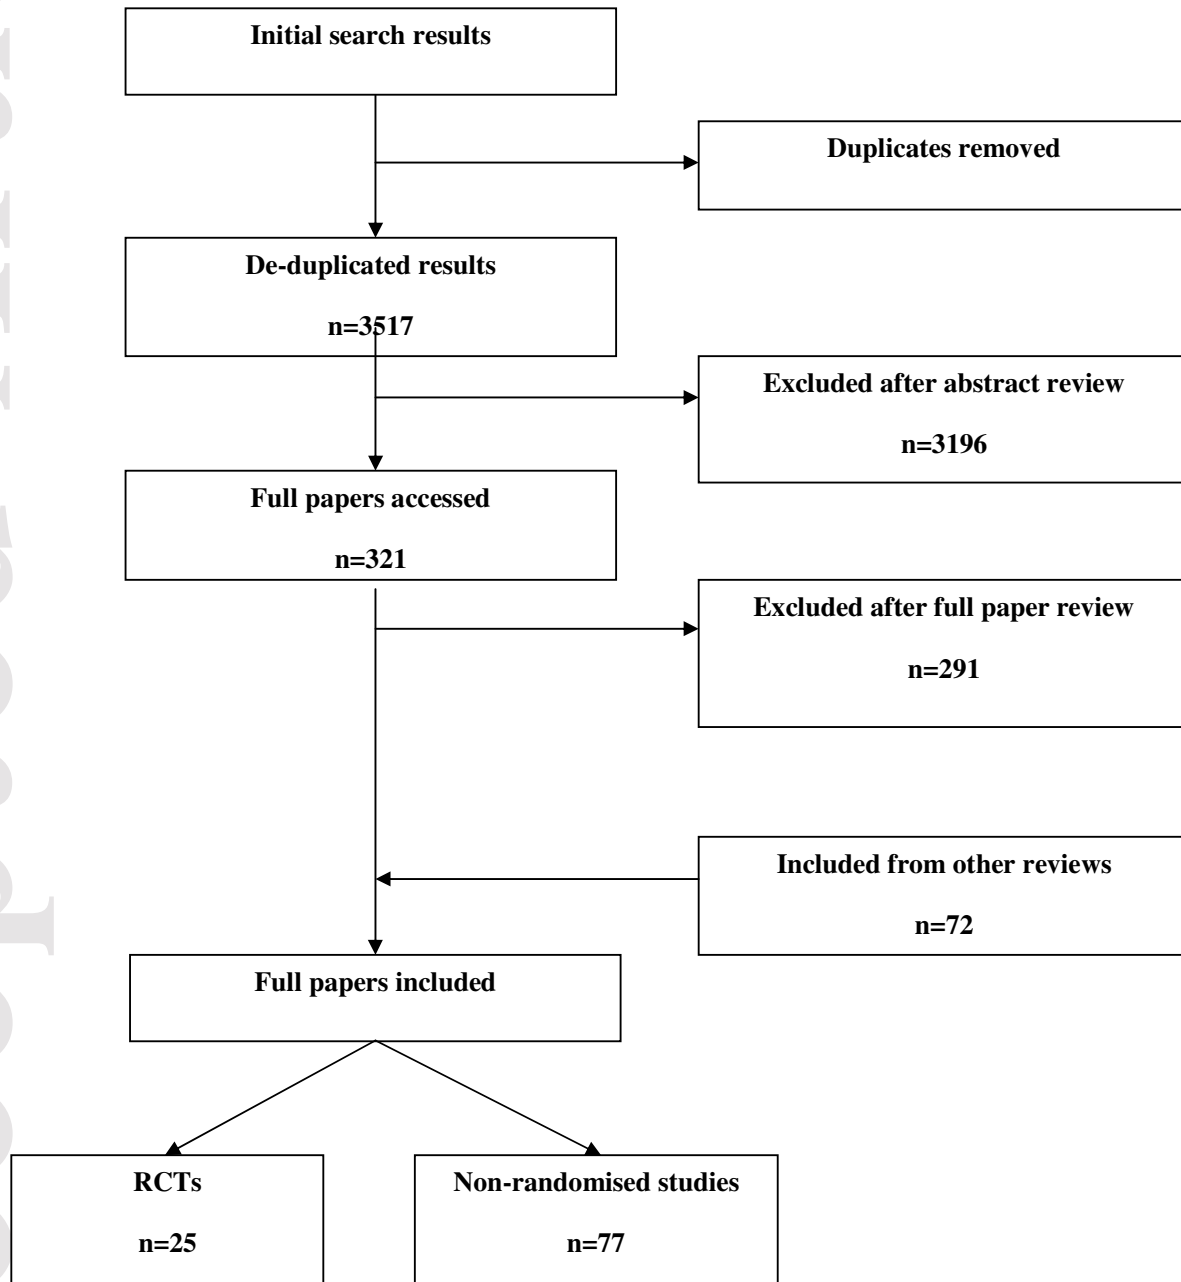 Initial search results
Duplicates removed
De-duplicated results
n=3517
Excluded after abstract review
n=3196
Full papers accessed
n=321
Excluded after full paper review
n=291
Included from other reviews
n=72
Full papers included
RCTs
n=25
Non-randomised studies
n=77